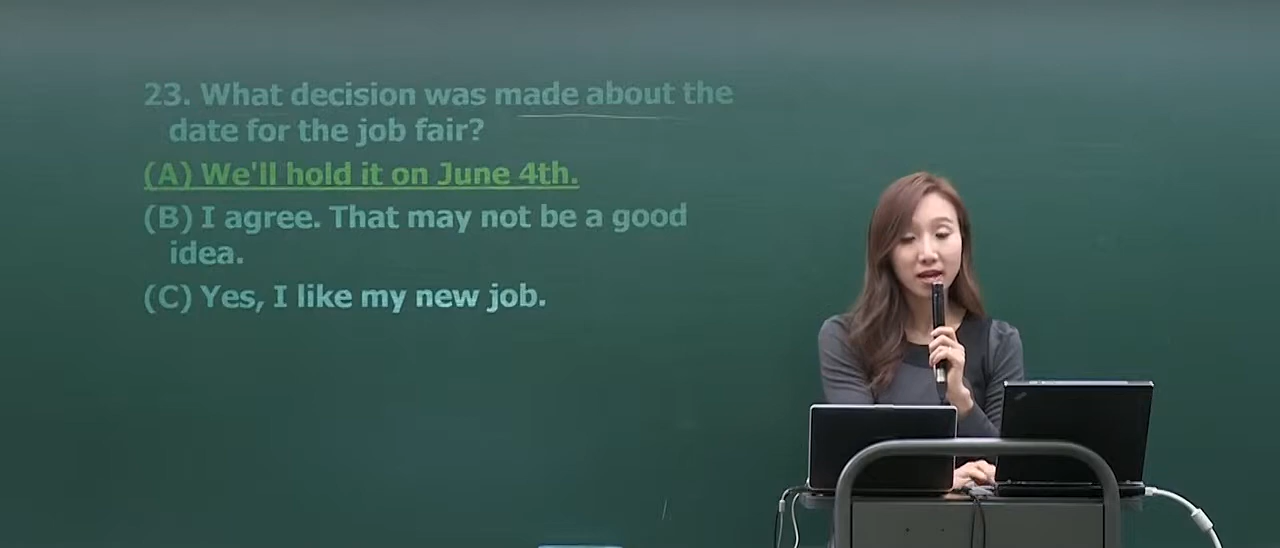 23. What decision was made about the
date for the job fair?
(A) We'll hold it on June 4th.
(B) I agree. That may not be a good
idea.
(C) Yes, I like my new job.